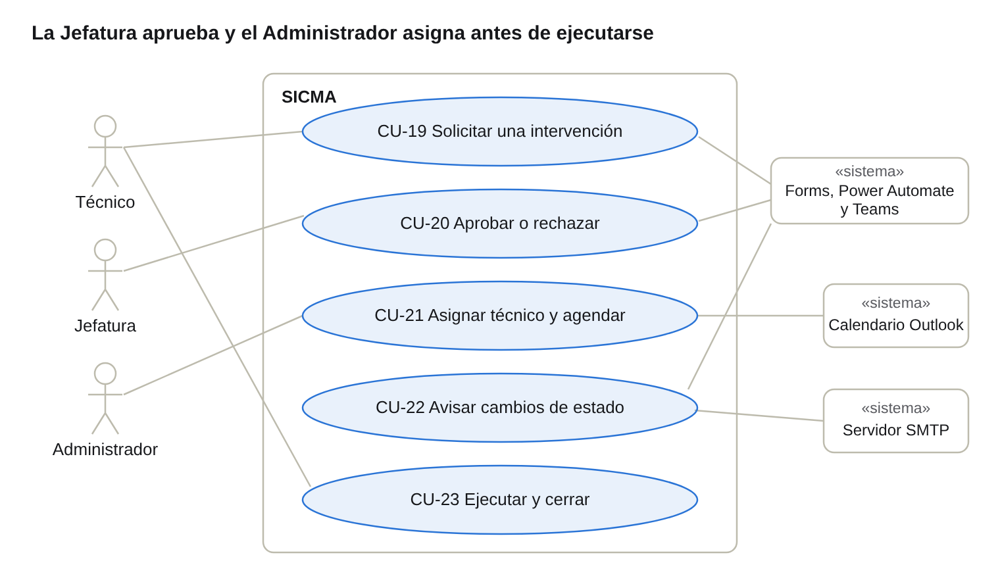 La Jefatura aprueba y el Administrador asigna antes de ejecutarse
SICMA
CU-19 Solicitar una intervención
CU-20 Aprobar o rechazar
CU-21 Asignar técnico y agendar
CU-22 Avisar cambios de estado
CU-23 Ejecutar y cerrar
Técnico
Jefatura
Administrador
«sistema»
Forms, Power Automate
y Teams
«sistema»
Calendario Outlook
«sistema»
Servidor SMTP